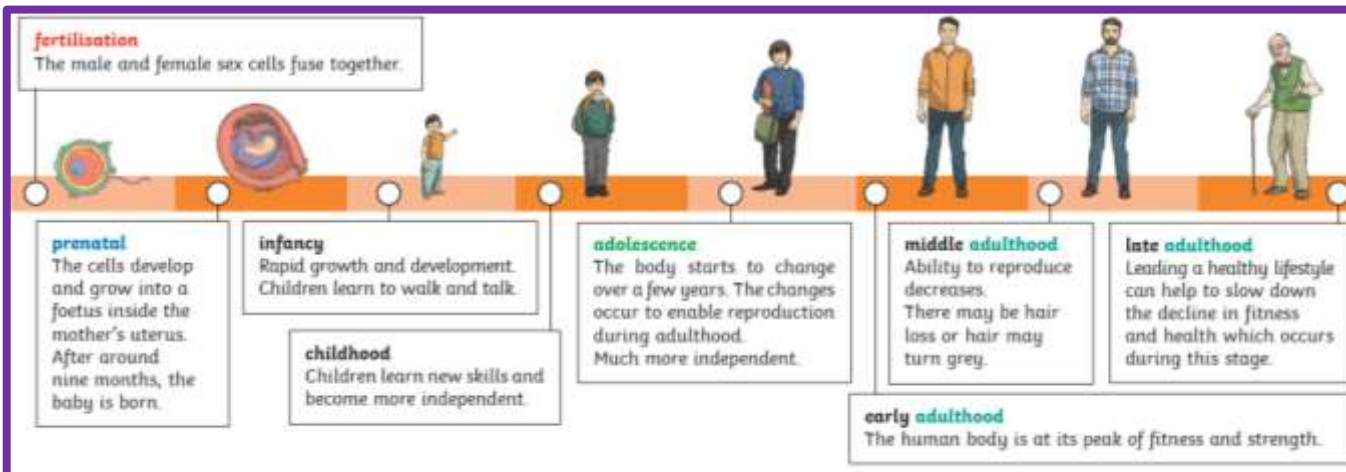 fertilisation
The male and female sex cells fuse together.
prenatal
The cells develop
and grow into a
foetus inside the
mother's uterus.
After around
nine months, the
baby is born.
infancy
Rapid growth and development.
Children learn to walk and talk.
childhood
Children learn new skills and
become more independent.
adolescence
The body starts to change
over a few years. The changes
occur to enable reproduction
during adulthood.
Much more independent.
early adulthood
The human body is at its peak of fitness and strength.
middle adulthood
Ability to reproduce
decreases.
There may be hair
loss or hair may
turn grey.
late adulthood
Leading a healthy lifestyle
can help to slow down
the decline in fitness
and health which occurs
during this stage.